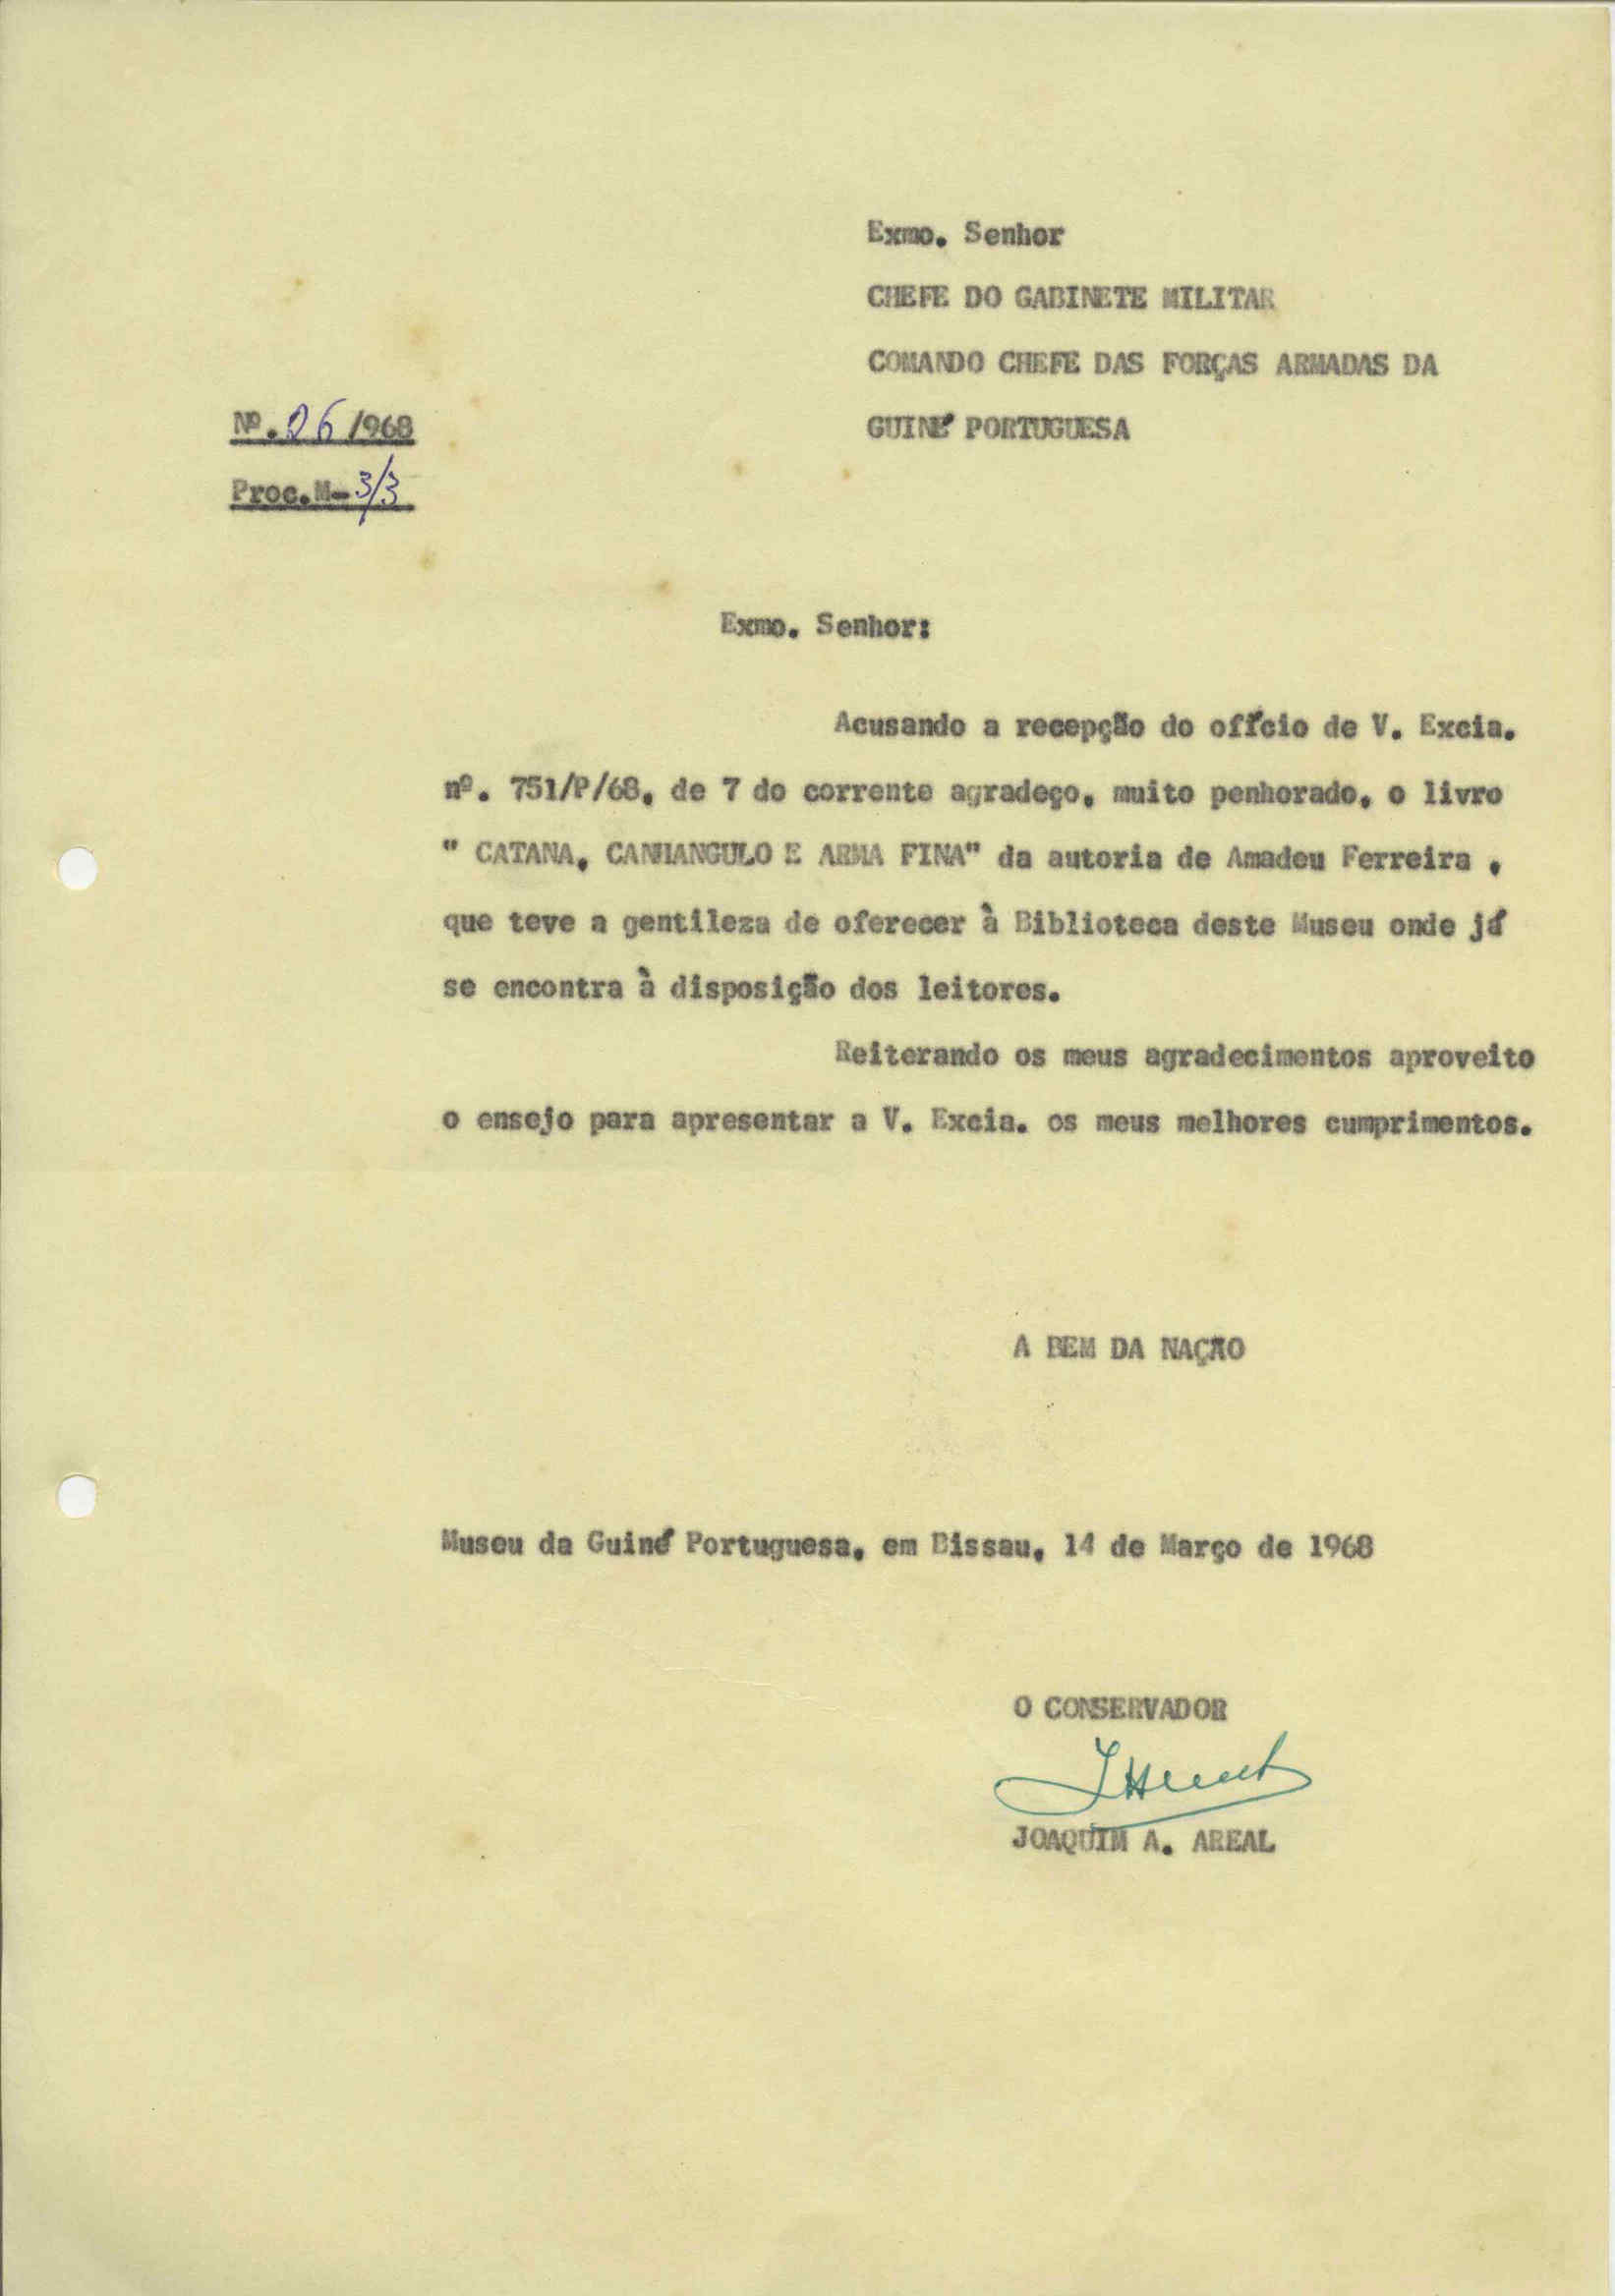 Exmo. Senhor
CHEFE DO GABINETE MILITAR
COMANDO CHEFE DAS FORÇAS ARMADAS DA
GUINÉ PORTUGUESA
Nº. 26/968
Proc.M- 3/3
Exmo. Senhor:
Acusando a recepção do ofício de V. Excia.
nº. 751/P/68, de 7 do corrente agradeço, muito penhorado, o livro
" CATANA, CANHANGULO E ARMA FINA" da autoria de Amadeu Ferreira ,
que teve a gentileza de oferecer à Biblioteca deste Museu onde já
se encontra à disposição dos leitores.
Reiterando os meus agradecimentos aproveito
o ensejo para apresentar a V. Excia. os meus melhores cumprimentos.
A BEM DA NAÇÃO
Museu da Guiné Portuguesa, em Bissau, 14 de Março de 1968
O CONSERVADOR
JOAQUIM A. AREAL